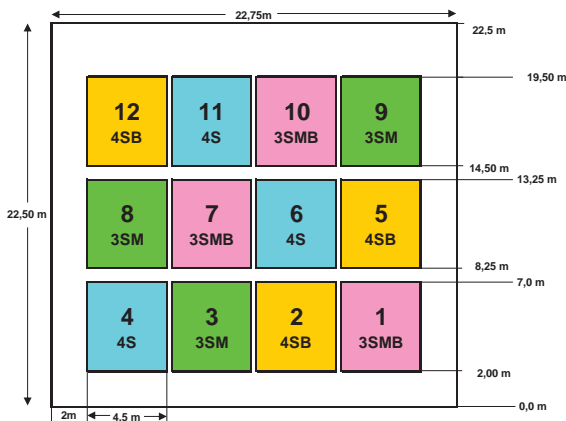 22,75m
22,5 m
19,50 m
12
4SB
11
4S
10
3SMB
9
3SM
14,50 m
13,25 m
22,50 m
8
3SM
7
3SMB
6
4S
5
4SB
8,25 m
7,0 m
4
4S
3
3SM
2
4SB
1
3SMB
2,00 m
0,0 m
2m
4,5 m